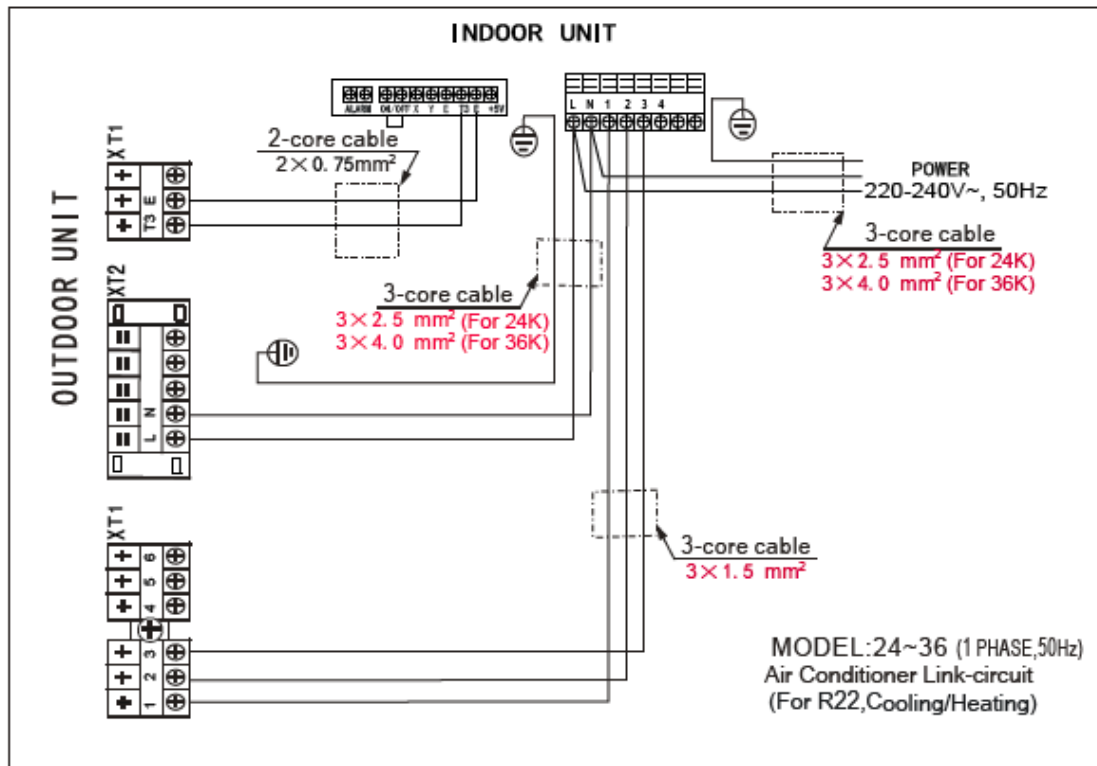 INDOOR UNIT
ALARM ON/OFF X Y E T3 E +5V
L N 1 2 3 4
2-core cable
2×0.75mm²
XT1
E
T3
POWER
220-240V~, 50Hz
3-core cable
3×2.5 mm² (For 24K)
3×4.0 mm² (For 36K)
OUTDOOR UNIT
XT2
3-core cable
3×2.5 mm² (For 24K)
3×4.0 mm² (For 36K)
N
L
XT1
6
5
4
3
2
1
3-core cable
3×1.5 mm²
MODEL:24~36 (1 PHASE,50Hz)
Air Conditioner Link-circuit
(For R22,Cooling/Heating)